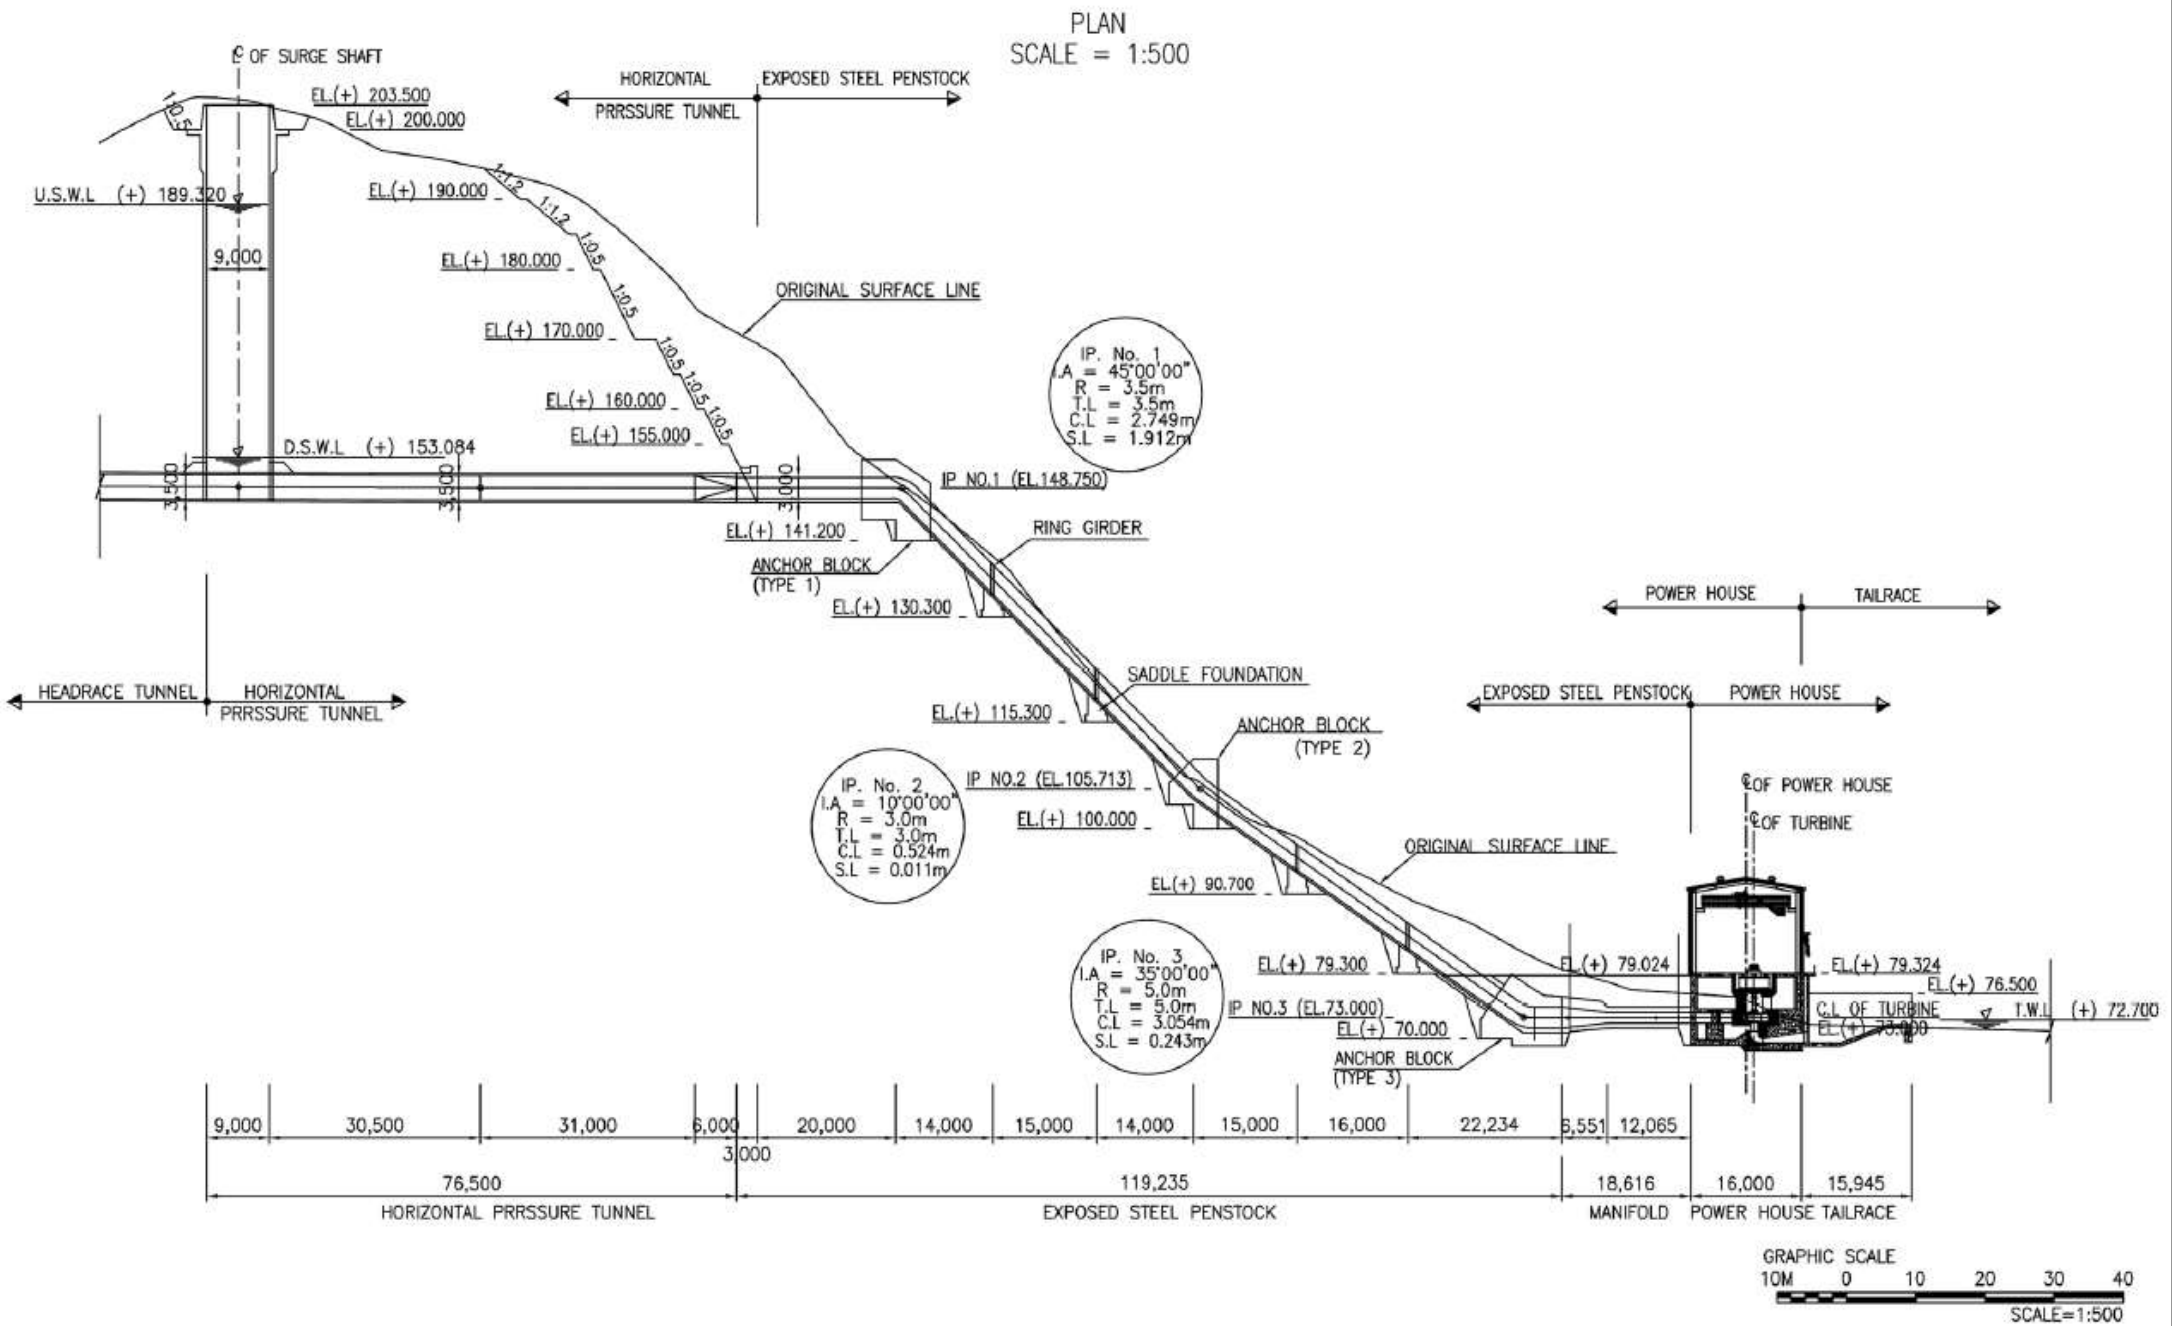 PLAN
SCALE = 1:500
℄ OF SURGE SHAFT
HORIZONTAL
PRRSSURE TUNNEL
EXPOSED STEEL PENSTOCK
1:0.5
EL.(+) 203.500
EL.(+) 200.000
U.S.W.L (+) 189.320
EL.(+) 190.000
1:1.2
1:1.2
1:0.5
9,000
EL.(+) 180.000
1:0.5
ORIGINAL SURFACE LINE
EL.(+) 170.000
1:0.5
1:0.5
1:0.5
EL.(+) 160.000
EL.(+) 155.000
D.S.W.L (+) 153.084
3,500
3,500
3,000
IP. No. 1
I.A = 45°00'00"
R = 3.5m
T.L = 3.5m
C.L = 2.749m
S.L = 1.912m
IP NO.1 (EL.148.750)
EL.(+) 141.200
RING GIRDER
ANCHOR BLOCK
(TYPE 1)
EL.(+) 130.300
POWER HOUSE
TAILRACE
HEADRACE TUNNEL
HORIZONTAL
PRRSSURE TUNNEL
SADDLE FOUNDATION
EXPOSED STEEL PENSTOCK
POWER HOUSE
EL.(+) 115.300
ANCHOR BLOCK
(TYPE 2)
IP. No. 2
I.A = 10°00'00"
R = 3.0m
T.L = 3.0m
C.L = 0.524m
S.L = 0.011m
IP NO.2 (EL.105.713)
EL.(+) 100.000
℄OF POWER HOUSE
℄OF TURBINE
ORIGINAL SURFACE LINE
EL.(+) 90.700
IP. No. 3
I.A = 35°00'00"
R = 5.0m
T.L = 5.0m
C.L = 3.054m
S.L = 0.243m
EL.(+) 79.300
EL.(+) 79.024
EL.(+) 79.324
EL.(+) 76.500
IP NO.3 (EL.73.000)
C.L OF TURBINE
EL.(+) 73.000
T.W.L (+) 72.700
EL.(+) 70.000
ANCHOR BLOCK
(TYPE 3)
9,000 30,500 31,000 6,000 20,000 14,000 15,000 14,000 15,000 16,000 22,234 6,551 12,065
3,000
76,500 119,235 18,616 16,000 15,945
HORIZONTAL PRRSSURE TUNNEL EXPOSED STEEL PENSTOCK MANIFOLD POWER HOUSE TAILRACE
GRAPHIC SCALE
10M 0 10 20 30 40
SCALE=1:500